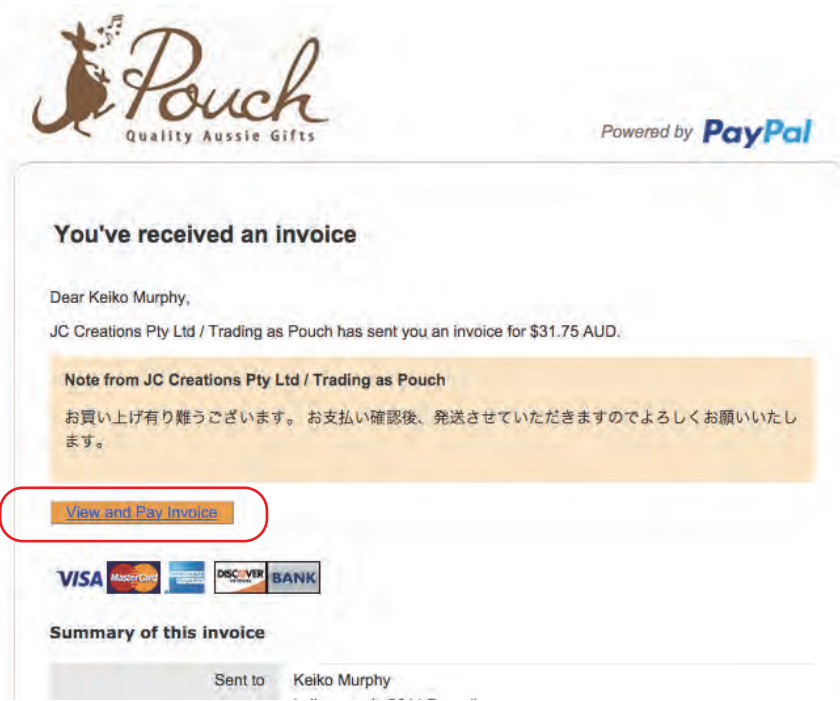 Pouch
Quality Aussie Gifts
Powered by PayPal
You've received an invoice
Dear Keiko Murphy,
JC Creations Pty Ltd / Trading as Pouch has sent you an invoice for $31.75 AUD.
Note from JC Creations Pty Ltd / Trading as Pouch
お買い上げ有り難うございます。 お支払い確認後、発送させていただきますのでよろしくお願いいたし
ます。
View and Pay Invoice
VISA MasterCard DISCOVER BANK
Summary of this invoice
Sent to Keiko Murphy